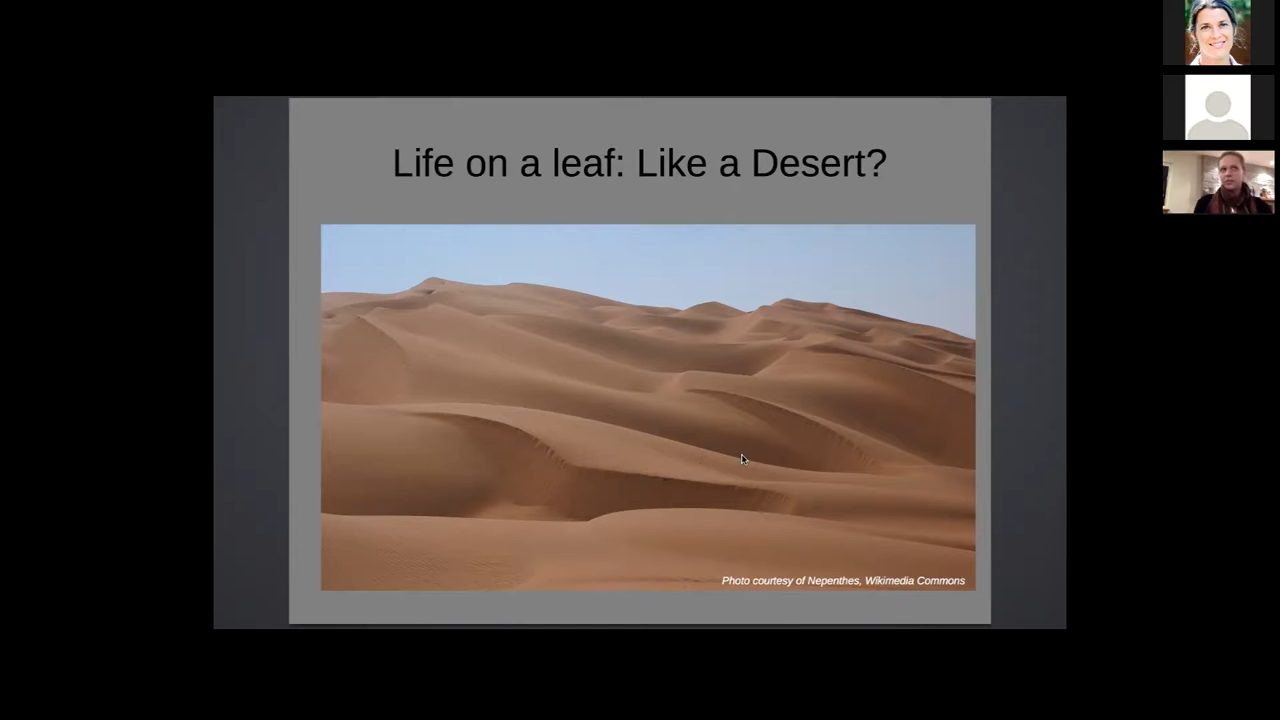 Life on a leaf: Like a Desert?
Photo courtesy of Nepenthes, Wikimedia Commons